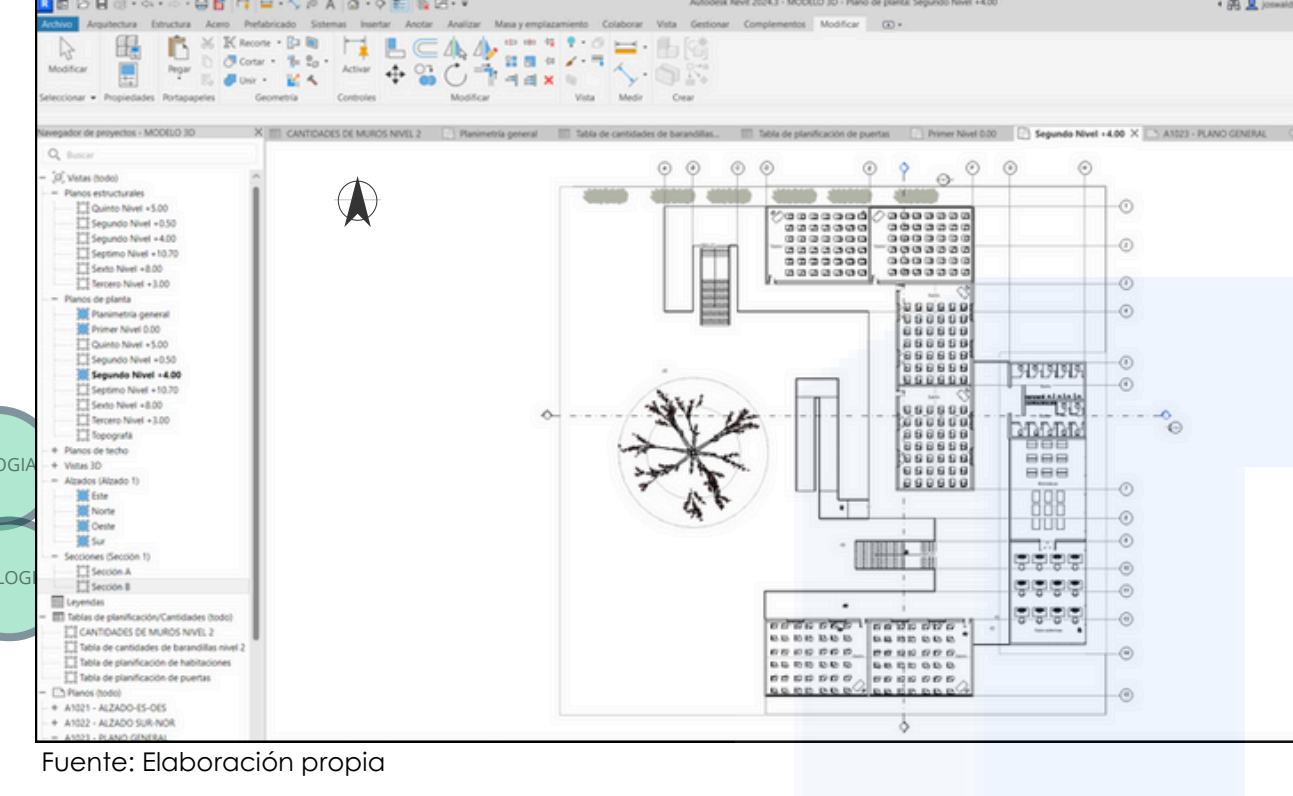 Autodesk Revit 2024.3 - MODELO 3D - Plano de planta: Segundo Nivel +4.00
joswald
Archivo Arquitectura Estructura Acero Prefabricado Sistemas Insertar Anotar Analizar Masa y emplazamiento Colaborar Vista Gestionar Complementos Modificar
Modificar
Pegar
Recorte
Cortar
Unir
Activar
Seleccionar Propiedades Portapapeles Geometría Controles Modificar Vista Medir Crear
Navegador de proyectos - MODELO 3D X
CANTIDADES DE MUROS NIVEL 2 Planimetría general Tabla de cantidades de barandillas... Tabla de planificación de puertas Primer Nivel 0.00 Segundo Nivel +4.00 X A1023 - PLANO GENERAL
Buscar
Vistas (todo)
Planos estructurales
Quinto Nivel +5.00
Segundo Nivel +0.50
Segundo Nivel +4.00
Septimo Nivel +10.70
Sexto Nivel +8.00
Tercero Nivel +3.00
Planos de planta
Planimetría general
Primer Nivel 0.00
Quinto Nivel +5.00
Segundo Nivel +0.50
Segundo Nivel +4.00
Septimo Nivel +10.70
Sexto Nivel +8.00
Tercero Nivel +3.00
Topografa
Planos de techo
Vistas 3D
Alzados (Alzado 1)
Este
Norte
Oeste
Sur
Secciones (Sección 1)
Sección A
Sección B
Leyendas
Tablas de planificación/Cantidades (todo)
CANTIDADES DE MUROS NIVEL 2
Tabla de cantidades de barandillas nivel 2
Tabla de planificación de habitaciones
Tabla de planificación de puertas
Planos (todo)
A1021 - ALZADO-ES-OES
A1022 - ALZADO SUR-NOR
A1023 - PLANO GENERAL
OGIA
LOGI
Fuente: Elaboración propia